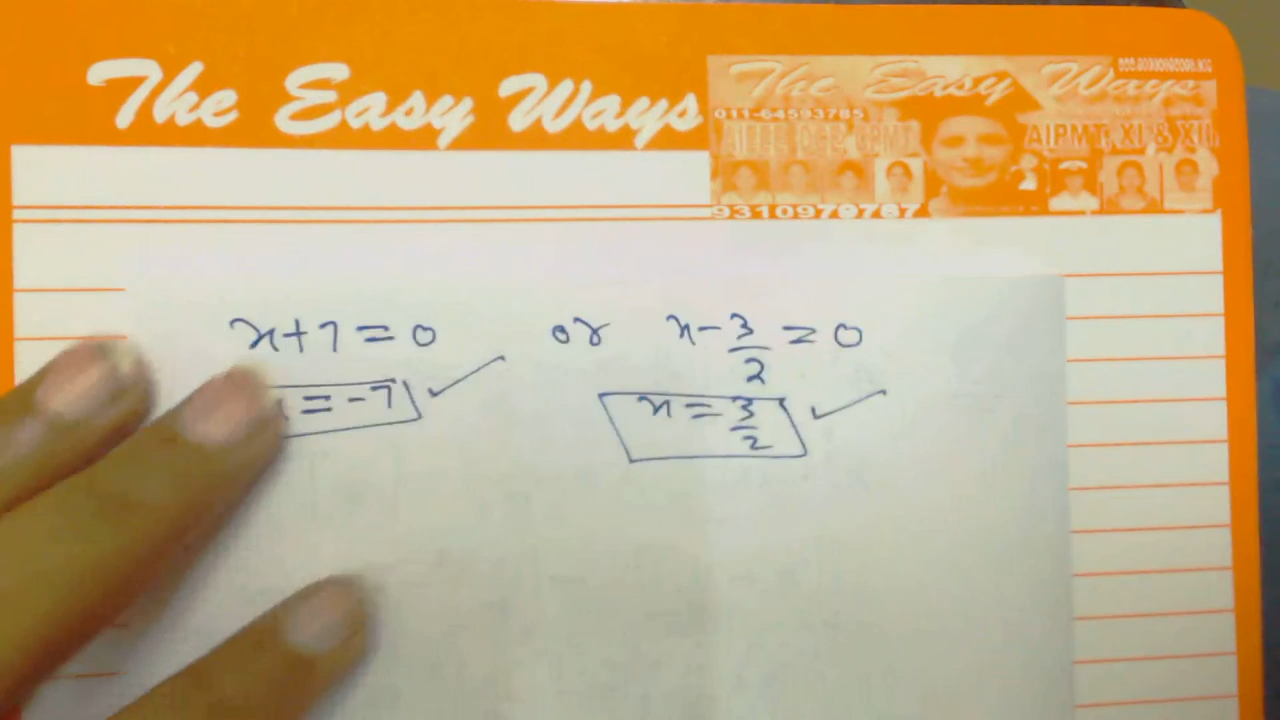 The Easy Ways
The Easy Ways
011-64593785
AIPMT, XI & XII
9310970787
x+7=0 or x-3/2=0
= -7 x=3/2